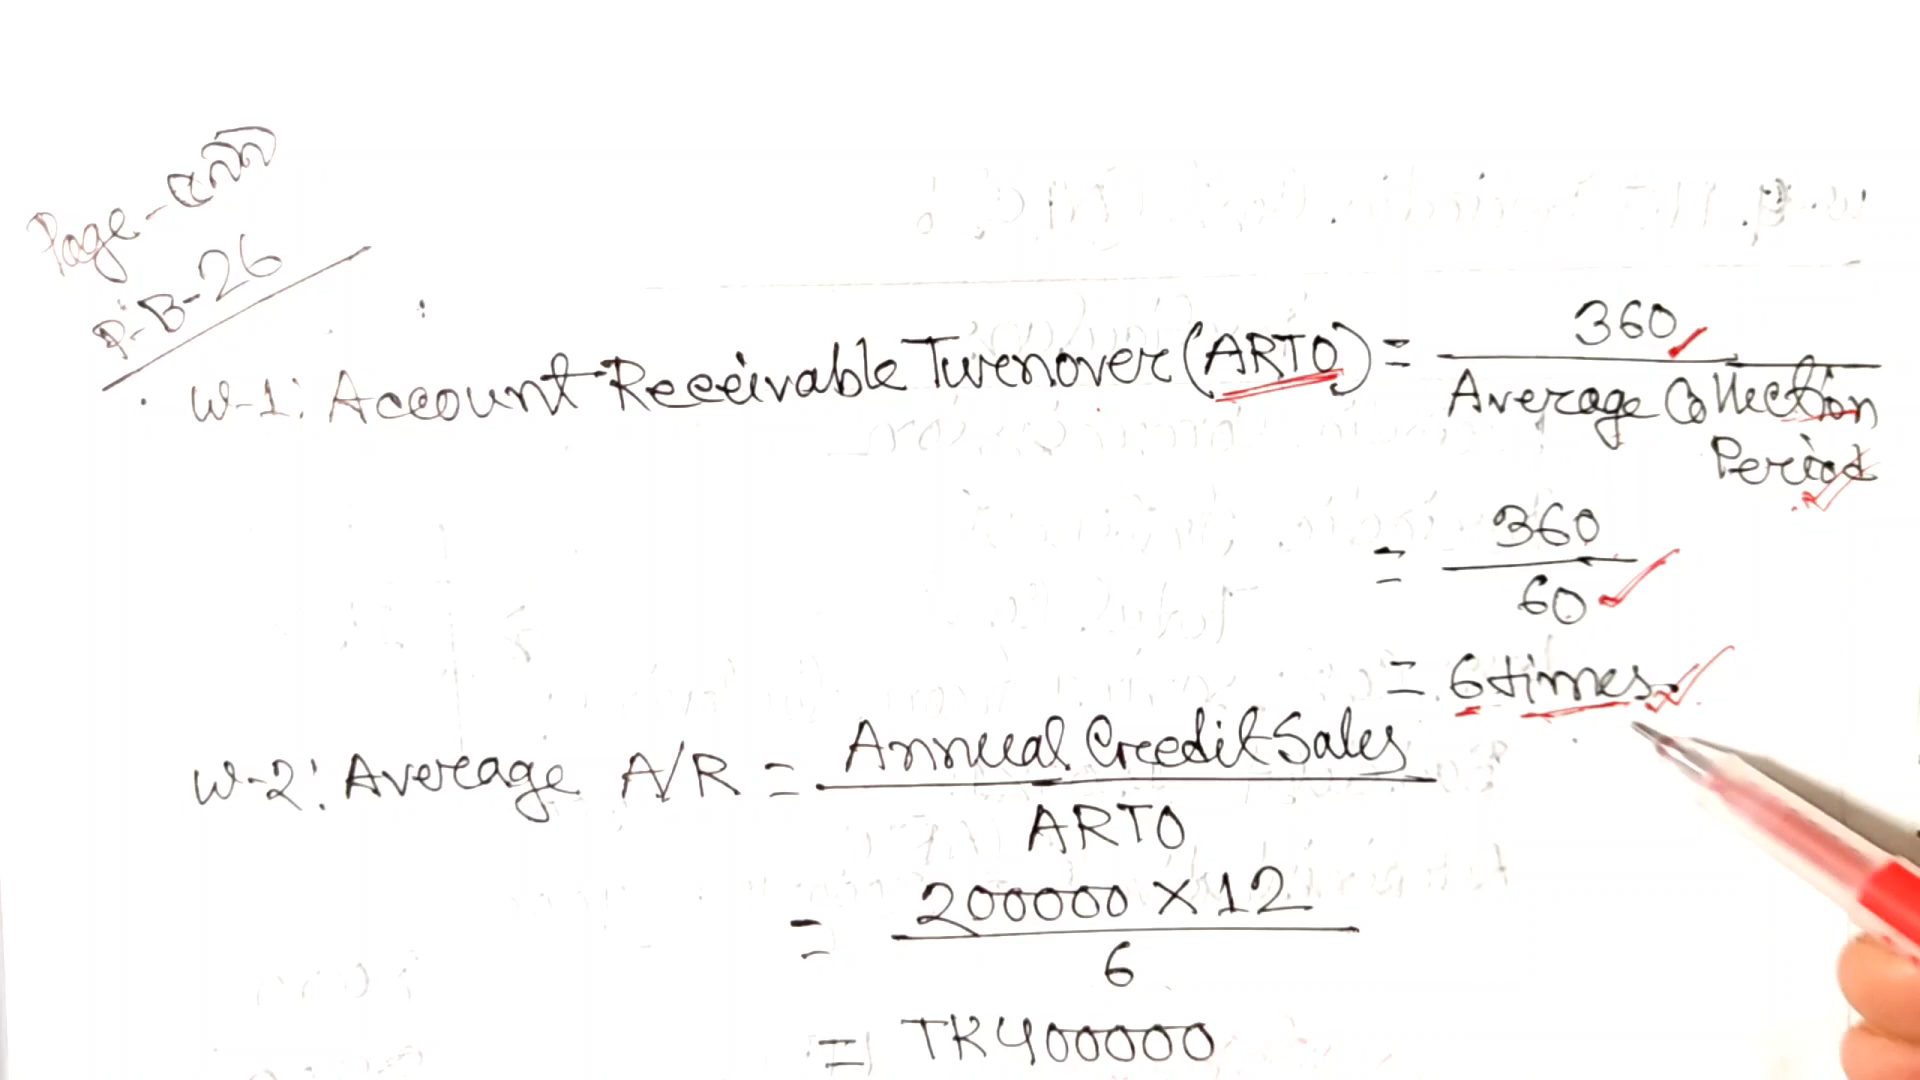 Page-
P-B-26
W-1: Account Receivable Turnover (ARTO) = 360 / Average Collection Period
= 360 / 60
= 6 times.
W-2: Average A/R = Annual Credit Sales / ARTO
= 200000 X 12 / 6
= TK 400000